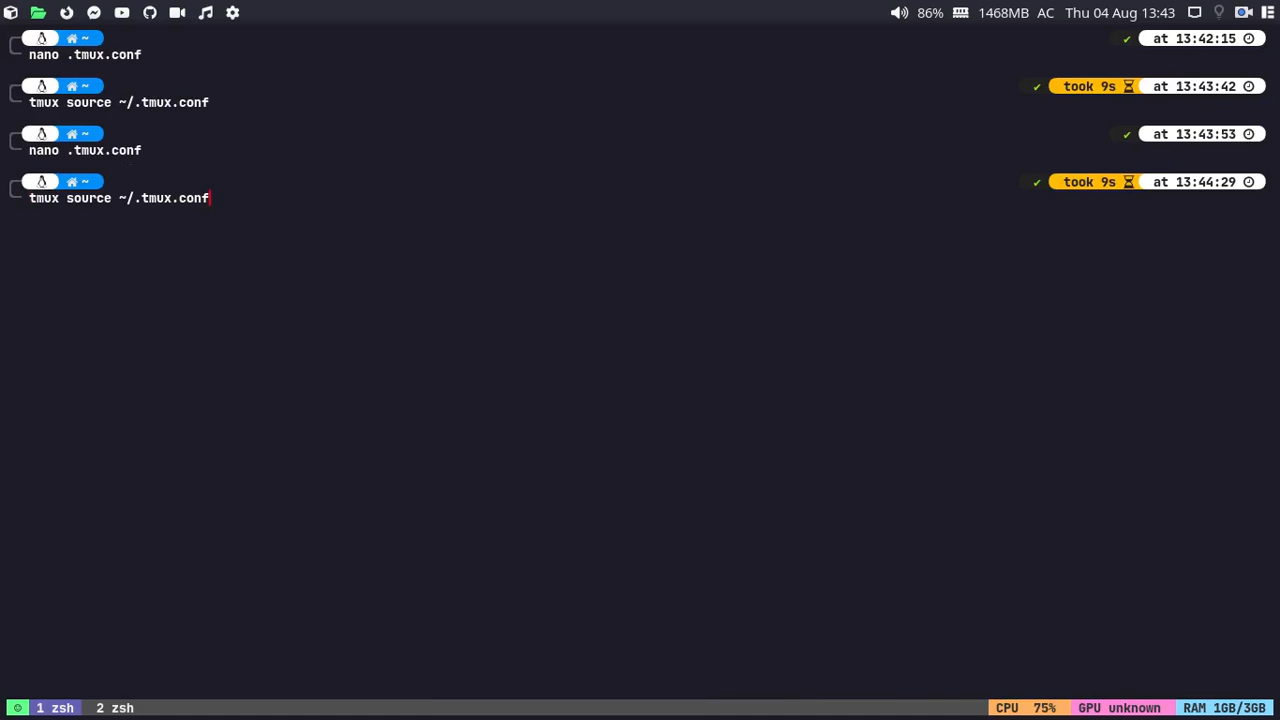 86% 1468MB AC Thu 04 Aug 13:43
~ ✔ at 13:42:15
nano .tmux.conf
~ ✔ took 9s at 13:43:42
tmux source ~/.tmux.conf
~ ✔ at 13:43:53
nano .tmux.conf
~ ✔ took 9s at 13:44:29
tmux source ~/.tmux.conf
☺ 1 zsh 2 zsh CPU 75% GPU unknown RAM 1GB/3GB